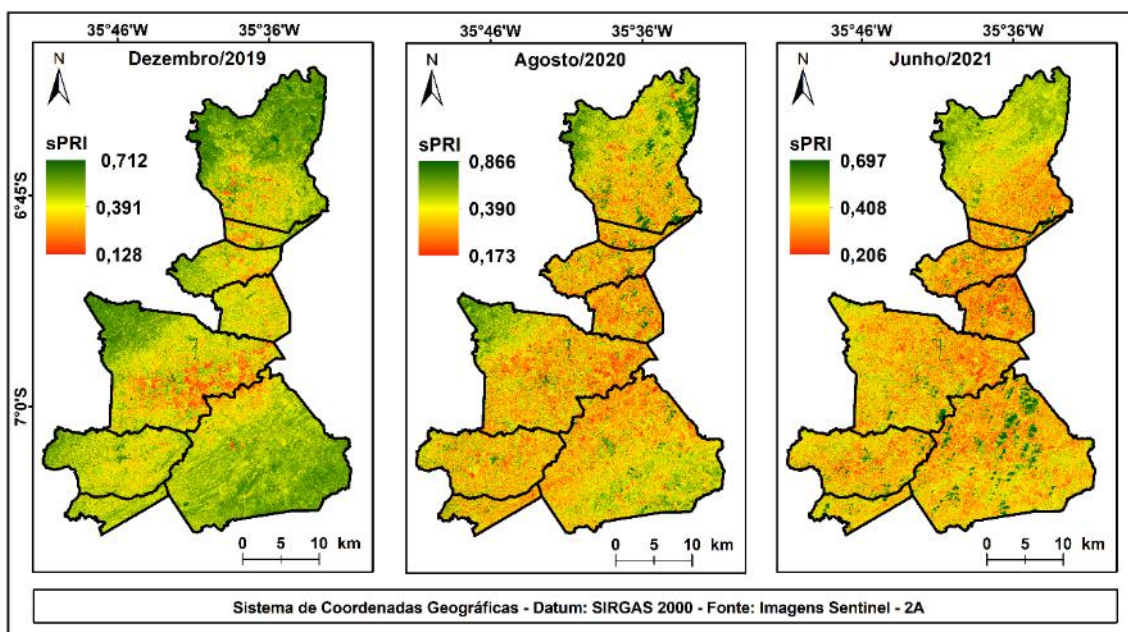 35°46'W
35°36'W
35°46'W
35°36'W
35°46'W
35°36'W
N
Dezembro/2019
N
Agosto/2020
N
Junho/2021
sPRI
0,712
0,391
0,128
sPRI
0,866
0,390
0,173
sPRI
0,697
0,408
0,206
6°45'S
7°0'S
0 5 10 km
0 5 10 km
0 5 10 km
Sistema de Coordenadas Geográficas - Datum: SIRGAS 2000 - Fonte: Imagens Sentinel - 2A